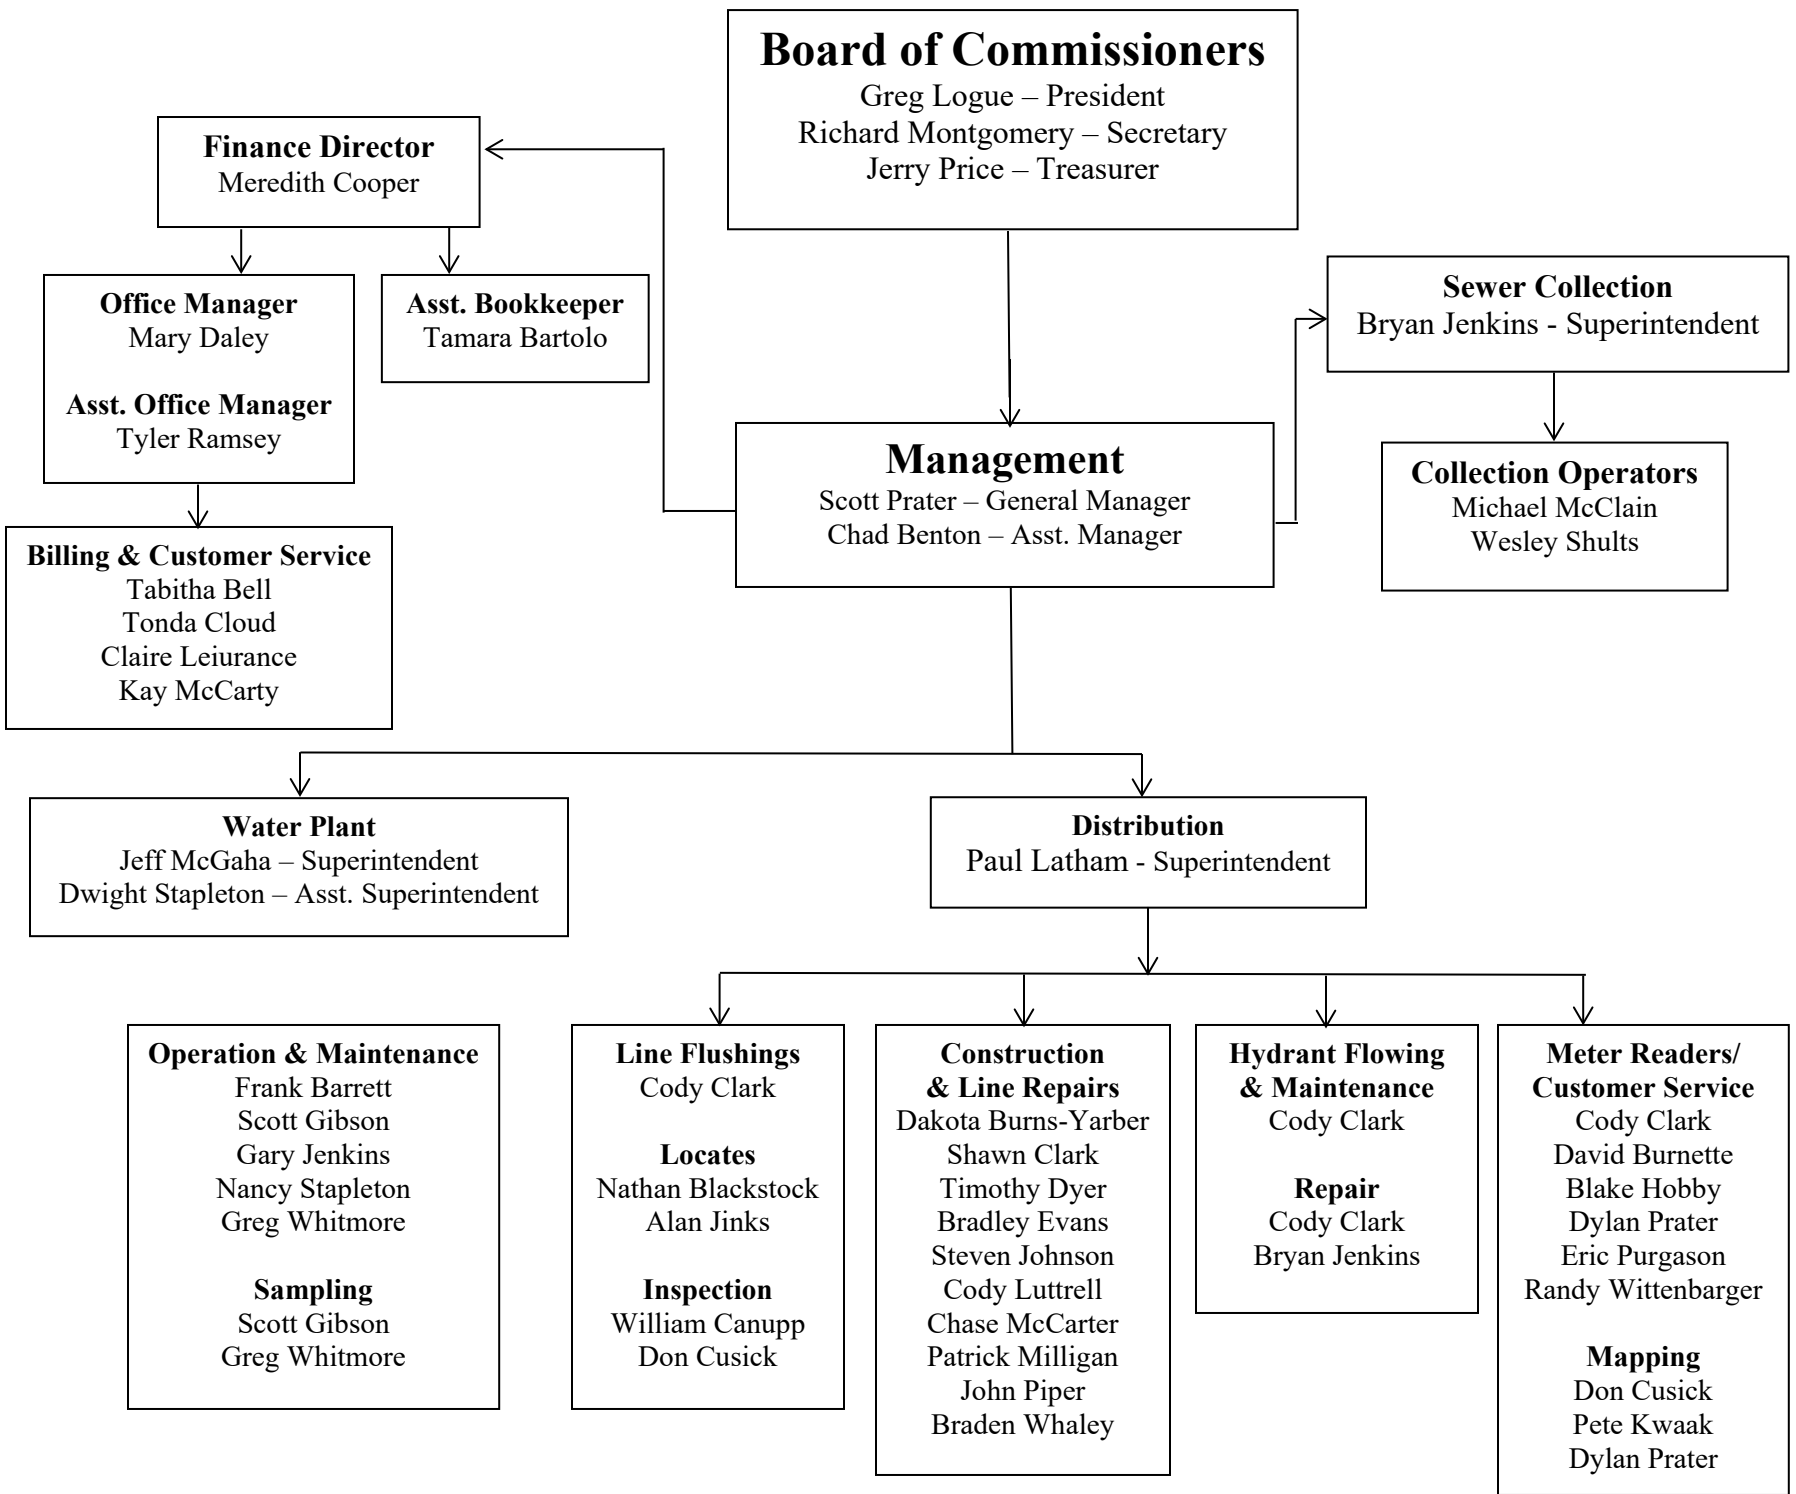 Board of Commissioners
Greg Logue – President
Richard Montgomery – Secretary
Jerry Price – Treasurer
Finance Director
Meredith Cooper
Office Manager
Mary Daley
Asst. Office Manager
Tyler Ramsey
Asst. Bookkeeper
Tamara Bartolo
Billing & Customer Service
Tabitha Bell
Tonda Cloud
Claire Leiurance
Kay McCarty
Management
Scott Prater – General Manager
Chad Benton – Asst. Manager
Sewer Collection
Bryan Jenkins - Superintendent
Collection Operators
Michael McClain
Wesley Shults
Water Plant
Jeff McGaha – Superintendent
Dwight Stapleton – Asst. Superintendent
Distribution
Paul Latham - Superintendent
Operation & Maintenance
Frank Barrett
Scott Gibson
Gary Jenkins
Nancy Stapleton
Greg Whitmore
Sampling
Scott Gibson
Greg Whitmore
Line Flushings
Cody Clark
Locates
Nathan Blackstock
Alan Jinks
Inspection
William Canupp
Don Cusick
Construction
& Line Repairs
Dakota Burns-Yarber
Shawn Clark
Timothy Dyer
Bradley Evans
Steven Johnson
Cody Luttrell
Chase McCarter
Patrick Milligan
John Piper
Braden Whaley
Hydrant Flowing
& Maintenance
Cody Clark
Repair
Cody Clark
Bryan Jenkins
Meter Readers/
Customer Service
Cody Clark
David Burnette
Blake Hobby
Dylan Prater
Eric Purgason
Randy Wittenbarger
Mapping
Don Cusick
Pete Kwaak
Dylan Prater